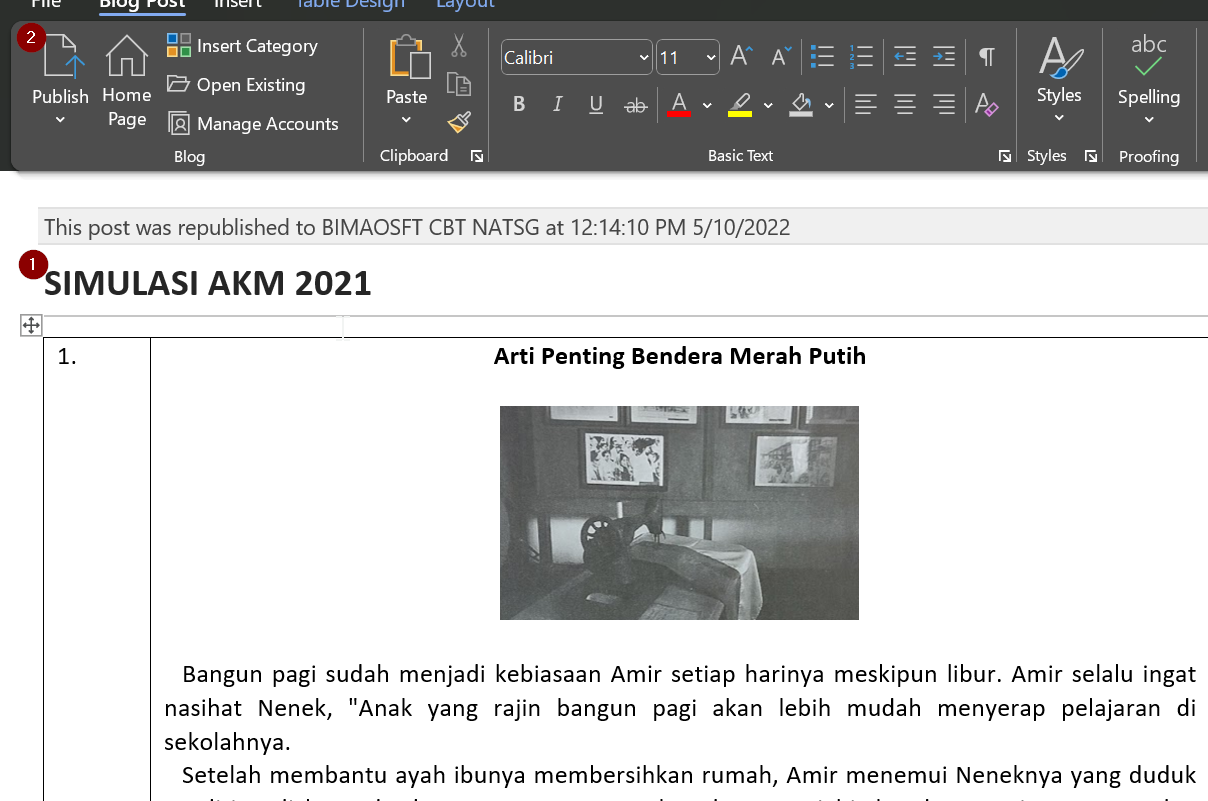 File Blog Post Insert Table Design Layout
2
Publish
Home Page
Insert Category
Open Existing
Manage Accounts
Blog
Paste
Clipboard
Calibri 11 A A
B I U ab A A
Basic Text
Styles
Styles
abc
Spelling
Proofing
This post was republished to BIMAOSFT CBT NATSG at 12:14:10 PM 5/10/2022
1
SIMULASI AKM 2021
1. Arti Penting Bendera Merah Putih
Bangun pagi sudah menjadi kebiasaan Amir setiap harinya meskipun libur. Amir selalu ingat
nasihat Nenek, "Anak yang rajin bangun pagi akan lebih mudah menyerap pelajaran di
sekolahnya.
Setelah membantu ayah ibunya membersihkan rumah, Amir menemui Neneknya yang duduk